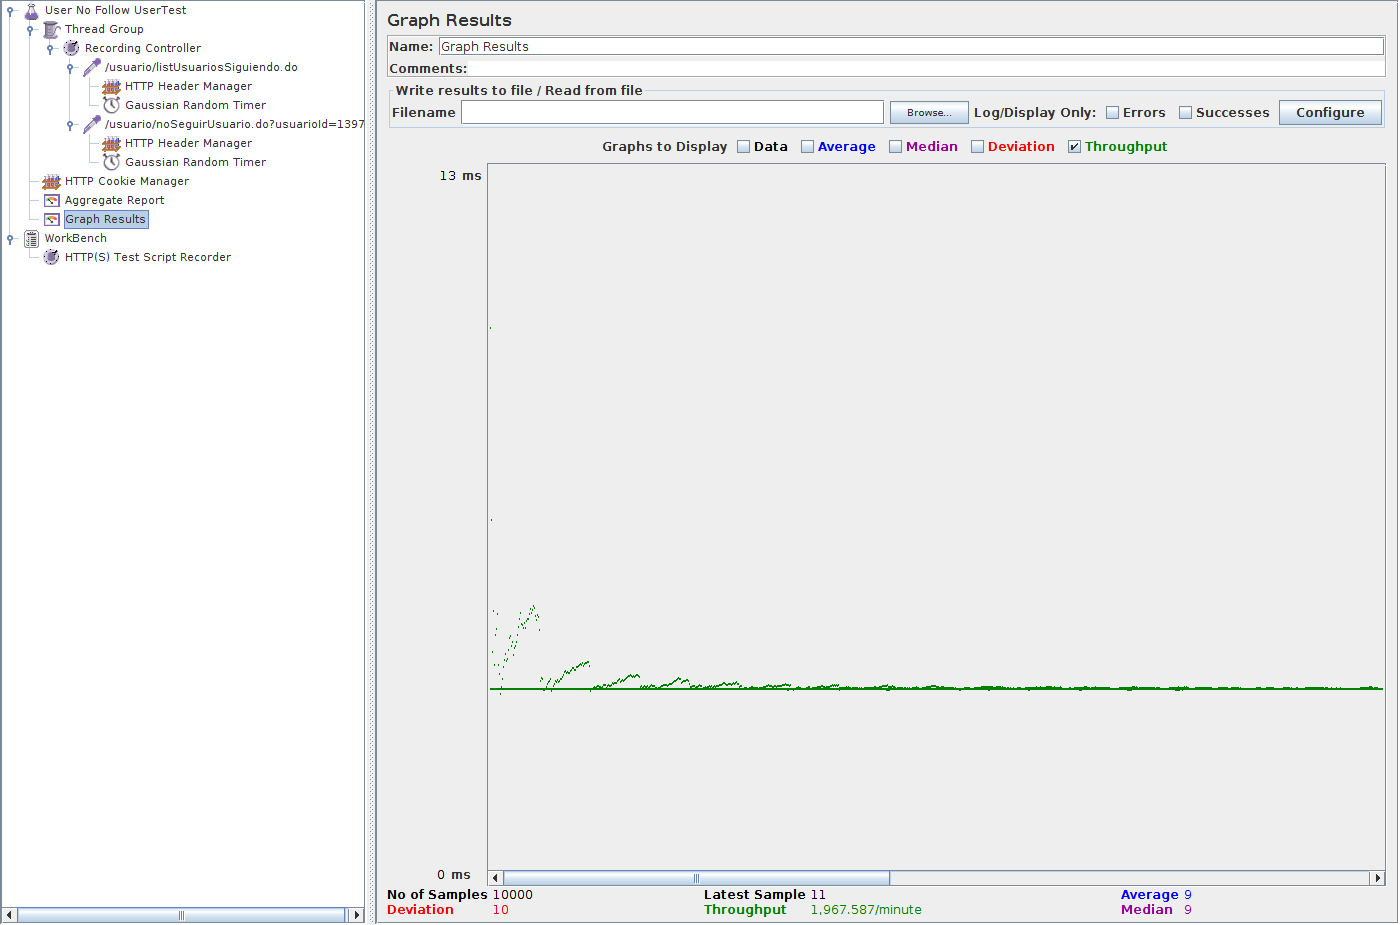 User No Follow UserTest
Thread Group
Recording Controller
/usuario/listUsuariosSiguiendo.do
HTTP Header Manager
Gaussian Random Timer
/usuario/noSeguirUsuario.do?usuarioId=1397
HTTP Header Manager
Gaussian Random Timer
HTTP Cookie Manager
Aggregate Report
Graph Results
WorkBench
HTTP(S) Test Script Recorder
Graph Results
Name: Graph Results
Comments:
Write results to file / Read from file
Filename Browse... Log/Display Only: Errors Successes Configure
Graphs to Display Data Average Median Deviation Throughput
13 ms
0 ms
No of Samples 10000 Latest Sample 11 Average 9
Deviation 10 Throughput 1,967.587/minute Median 9